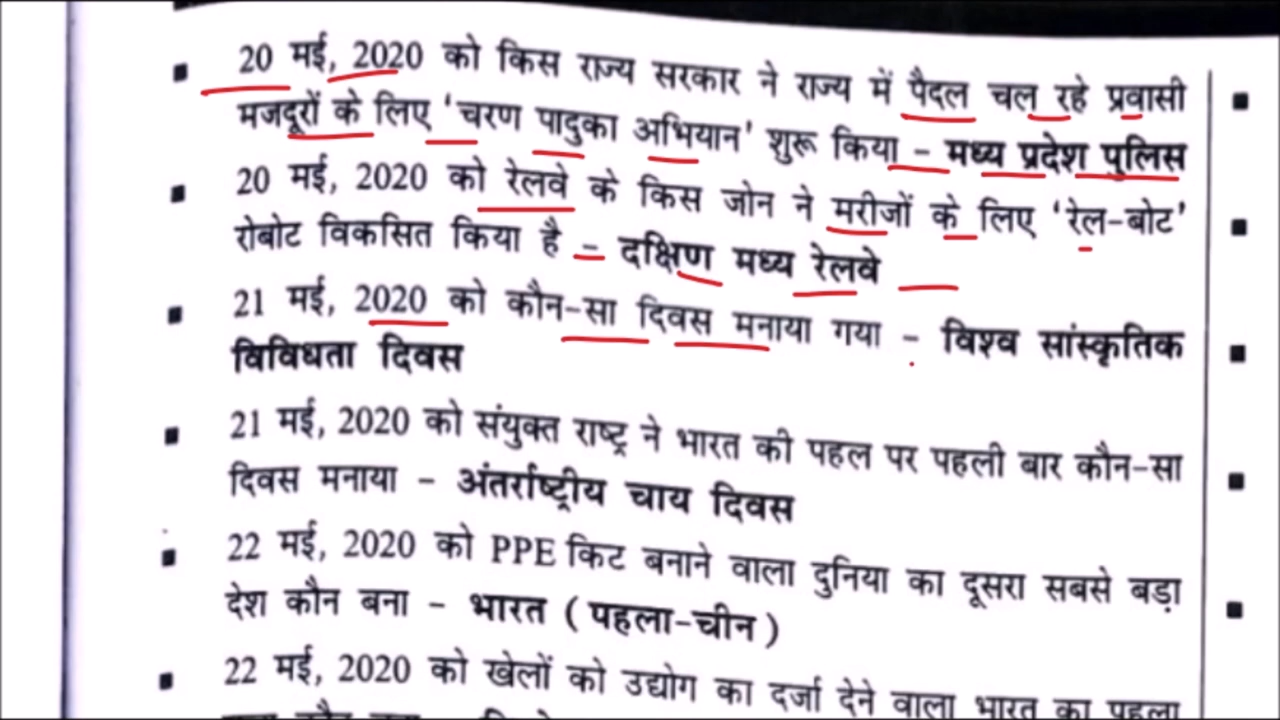 20 मई, 2020 को किस राज्य सरकार ने राज्य में पैदल चल रहे प्रवासी
मजदूरों के लिए 'चरण पादुका अभियान' शुरू किया – मध्य प्रदेश पुलिस
20 मई, 2020 को रेलवे के किस जोन ने मरीजों के लिए 'रेल-बोट'
रोबोट विकसित किया है – दक्षिण मध्य रेलवे
21 मई, 2020 को कौन-सा दिवस मनाया गया – विश्व सांस्कृतिक
विविधता दिवस
21 मई, 2020 को संयुक्त राष्ट्र ने भारत की पहल पर पहली बार कौन-सा
दिवस मनाया – अंतर्राष्ट्रीय चाय दिवस
22 मई, 2020 को PPE किट बनाने वाला दुनिया का दूसरा सबसे बड़ा
देश कौन बना – भारत (पहला-चीन)
22 मई, 2020 को खेलों को उद्योग का दर्जा देने वाला भारत का पहला